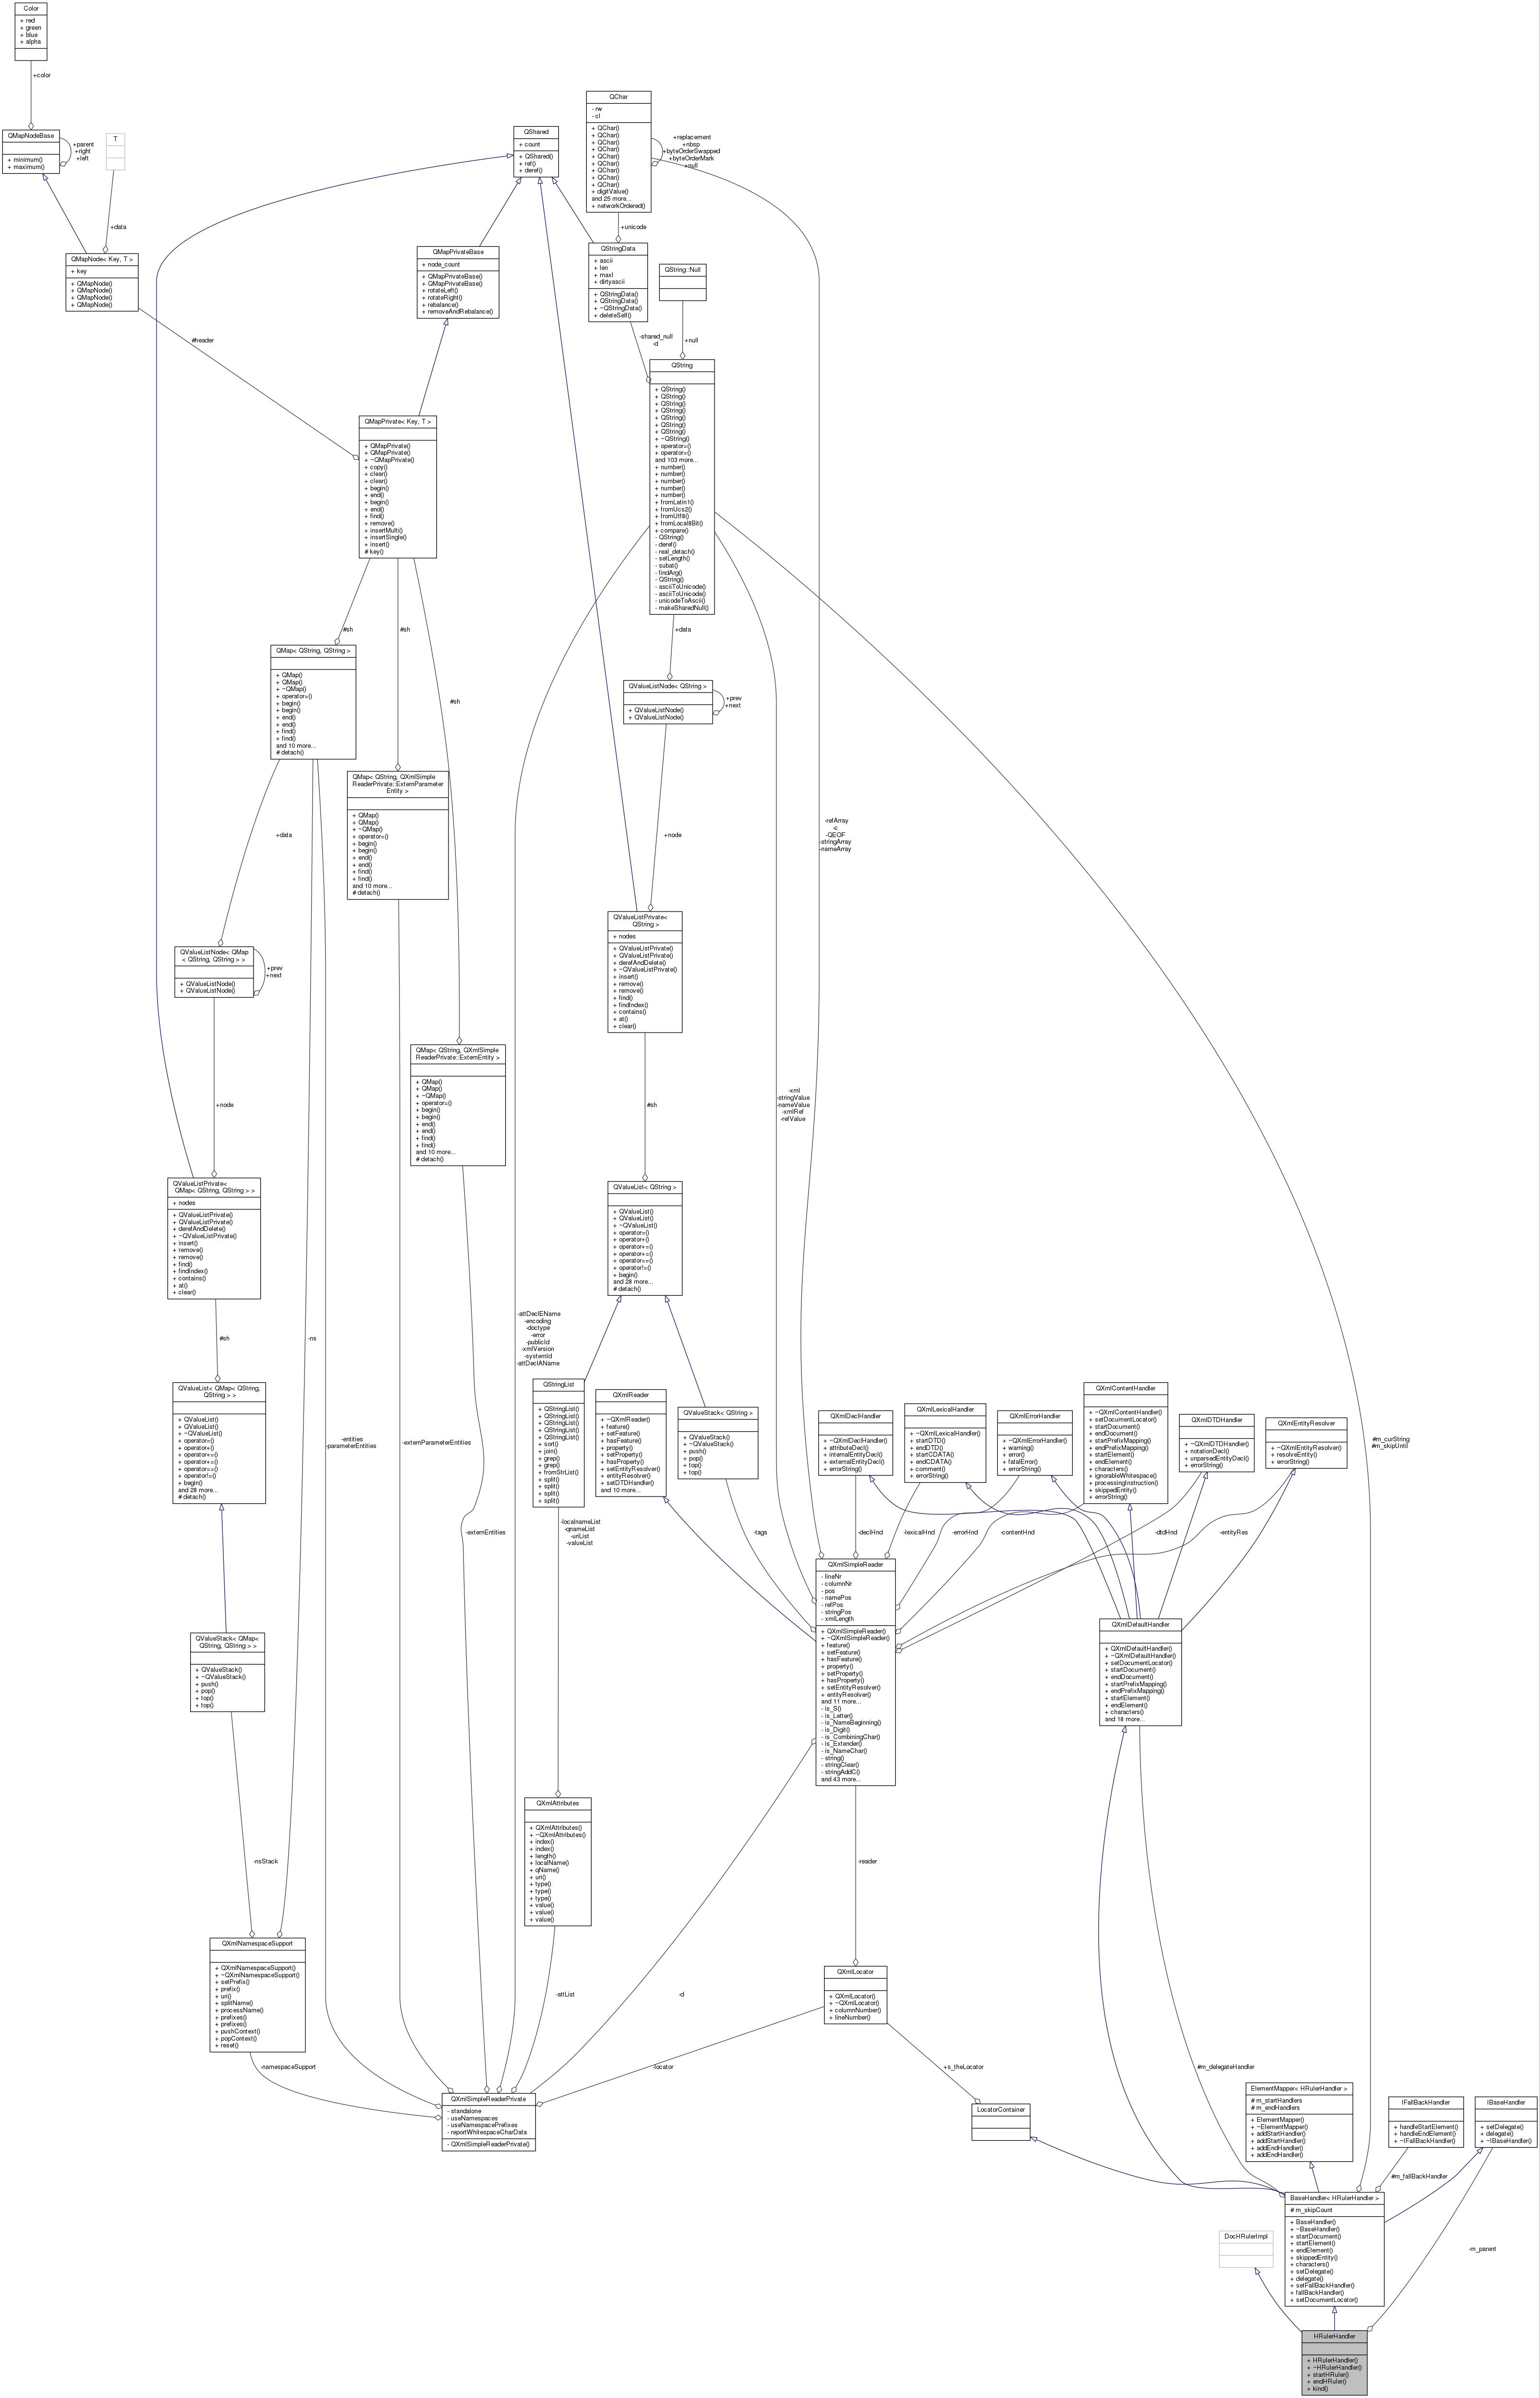 Color
+ red
+ green
+ blue
+ alpha
+color
QMapNodeBase
+ minimum()
+ maximum()
+parent
+right
+left
T
+data
QMapNode< Key, T >
+ key
+ QMapNode()
+ QMapNode()
+ QMapNode()
+ QMapNode()
#header
QShared
+ count
+ QShared()
+ ref()
+ deref()
QChar
- rw
- cl
+ QChar()
+ QChar()
+ QChar()
+ QChar()
+ QChar()
+ QChar()
+ QChar()
+ QChar()
+ QChar()
+ digitValue()
and 25 more...
+ networkOrdered()
+replacement
+nbsp
+byteOrderSwapped
+byteOrderMark
+null
+unicode
QMapPrivateBase
+ node_count
+ QMapPrivateBase()
+ QMapPrivateBase()
+ rotateLeft()
+ rotateRight()
+ rebalance()
+ removeAndRebalance()
QStringData
+ ascii
+ len
+ maxl
+ dirtyascii
+ QStringData()
+ QStringData()
+ ~QStringData()
+ deleteSelf()
QString::Null
-shared_null
-d
+null
QString
+ QString()
+ QString()
+ QString()
+ QString()
+ QString()
+ QString()
+ QString()
+ ~QString()
+ operator=()
+ operator=()
and 103 more...
+ number()
+ number()
+ number()
+ number()
+ number()
+ fromLatin1()
+ fromUcs2()
+ fromUtf8()
+ fromLocal8Bit()
+ compare()
- QString()
- deref()
- real_detach()
- setLength()
- subat()
- findArg()
- QString()
- asciiToUnicode()
- asciiToUnicode()
- unicodeToAscii()
- makeSharedNull()
QMapPrivate< Key, T >
+ QMapPrivate()
+ QMapPrivate()
+ ~QMapPrivate()
+ copy()
+ clear()
+ clear()
+ begin()
+ end()
+ begin()
+ end()
+ find()
+ remove()
+ insertMulti()
+ insertSingle()
+ insert()
# key()
#sh
#sh
#sh
+data
QMap< QString, QString >
+ QMap()
+ QMap()
+ ~QMap()
+ operator=()
+ begin()
+ begin()
+ end()
+ end()
+ find()
+ find()
and 10 more...
# detach()
QValueListNode< QString >
+ QValueListNode()
+ QValueListNode()
+prev
+next
QMap< QString, QXmlSimple
ReaderPrivate::ExternParameter
Entity >
+ QMap()
+ QMap()
+ ~QMap()
+ operator=()
+ begin()
+ begin()
+ end()
+ end()
+ find()
+ find()
and 10 more...
# detach()
+data
+node
-refArray
-c
-QEOF
-stringArray
-nameArray
QValueListPrivate<
QString >
+ nodes
+ QValueListPrivate()
+ QValueListPrivate()
+ derefAndDelete()
+ ~QValueListPrivate()
+ insert()
+ remove()
+ remove()
+ find()
+ findIndex()
+ contains()
+ at()
+ clear()
QValueListNode< QMap
< QString, QString > >
+ QValueListNode()
+ QValueListNode()
+prev
+next
QMap< QString, QXmlSimple
ReaderPrivate::ExternEntity >
+ QMap()
+ QMap()
+ ~QMap()
+ operator=()
+ begin()
+ begin()
+ end()
+ end()
+ find()
+ find()
and 10 more...
# detach()
+node
#sh
-xml
-stringValue
-nameValue
-xmlRef
-refValue
QValueListPrivate<
QMap< QString, QString > >
+ nodes
+ QValueListPrivate()
+ QValueListPrivate()
+ derefAndDelete()
+ ~QValueListPrivate()
+ insert()
+ remove()
+ remove()
+ find()
+ findIndex()
+ contains()
+ at()
+ clear()
QValueList< QString >
+ QValueList()
+ QValueList()
+ ~QValueList()
+ operator=()
+ operator+()
+ operator+=()
+ operator+=()
+ operator==()
+ operator!=()
+ begin()
and 28 more...
# detach()
#sh
-ns
-attDeclEName
-encoding
-doctype
-error
-publicId
-xmlVersion
-systemId
-attDeclAName
QValueList< QMap< QString,
QString > >
+ QValueList()
+ QValueList()
+ ~QValueList()
+ operator=()
+ operator+()
+ operator+=()
+ operator+=()
+ operator==()
+ operator!=()
+ begin()
and 28 more...
# detach()
-entities
-parameterEntities
-externParameterEntities
QStringList
+ QStringList()
+ QStringList()
+ QStringList()
+ QStringList()
+ QStringList()
+ sort()
+ join()
+ grep()
+ grep()
+ fromStrList()
+ split()
+ split()
+ split()
+ split()
QXmlReader
+ ~QXmlReader()
+ feature()
+ setFeature()
+ hasFeature()
+ property()
+ setProperty()
+ hasProperty()
+ setEntityResolver()
+ entityResolver()
+ setDTDHandler()
and 10 more...
QValueStack< QString >
+ QValueStack()
+ ~QValueStack()
+ push()
+ pop()
+ top()
+ top()
QXmlDeclHandler
+ ~QXmlDeclHandler()
+ attributeDecl()
+ internalEntityDecl()
+ externalEntityDecl()
+ errorString()
QXmlLexicalHandler
+ ~QXmlLexicalHandler()
+ startDTD()
+ endDTD()
+ startCDATA()
+ endCDATA()
+ comment()
+ errorString()
QXmlErrorHandler
+ ~QXmlErrorHandler()
+ warning()
+ error()
+ fatalError()
+ errorString()
QXmlContentHandler
+ ~QXmlContentHandler()
+ setDocumentLocator()
+ startDocument()
+ endDocument()
+ startPrefixMapping()
+ endPrefixMapping()
+ startElement()
+ endElement()
+ characters()
+ ignorableWhitespace()
+ processingInstruction()
+ skippedEntity()
+ errorString()
QXmlDTDHandler
+ ~QXmlDTDHandler()
+ notationDecl()
+ unparsedEntityDecl()
+ errorString()
QXmlEntityResolver
+ ~QXmlEntityResolver()
+ resolveEntity()
+ errorString()
#m_curString
#m_skipUntil
-externEntities
-localnameList
-qnameList
-uriList
-valueList
-tags
-declHnd
-lexicalHnd
-errorHnd
-contentHnd
-dtdHnd
-entityRes
QXmlSimpleReader
- lineNr
- columnNr
- pos
- namePos
- refPos
- stringPos
- xmlLength
+ QXmlSimpleReader()
+ ~QXmlSimpleReader()
+ feature()
+ setFeature()
+ hasFeature()
+ property()
+ setProperty()
+ hasProperty()
+ setEntityResolver()
+ entityResolver()
and 11 more...
- is_S()
- is_Letter()
- is_NameBeginning()
- is_Digit()
- is_CombiningChar()
- is_Extender()
- is_NameChar()
- string()
- stringClear()
- stringAddC()
and 43 more...
QXmlDefaultHandler
+ QXmlDefaultHandler()
+ ~QXmlDefaultHandler()
+ setDocumentLocator()
+ startDocument()
+ endDocument()
+ startPrefixMapping()
+ endPrefixMapping()
+ startElement()
+ endElement()
+ characters()
and 18 more...
QValueStack< QMap<
QString, QString > >
+ QValueStack()
+ ~QValueStack()
+ push()
+ pop()
+ top()
+ top()
QXmlAttributes
+ QXmlAttributes()
+ ~QXmlAttributes()
+ index()
+ index()
+ length()
+ localName()
+ qName()
+ uri()
+ type()
+ type()
+ type()
+ value()
+ value()
+ value()
-nsStack
-reader
QXmlNamespaceSupport
+ QXmlNamespaceSupport()
+ ~QXmlNamespaceSupport()
+ setPrefix()
+ prefix()
+ uri()
+ splitName()
+ processName()
+ prefixes()
+ prefixes()
+ pushContext()
+ popContext()
+ reset()
QXmlLocator
+ QXmlLocator()
+ ~QXmlLocator()
+ columnNumber()
+ lineNumber()
-attList
-d
-namespaceSupport
-locator
+s_theLocator
#m_delegateHandler
QXmlSimpleReaderPrivate
- standalone
- useNamespaces
- useNamespacePrefixes
- reportWhitespaceCharData
- QXmlSimpleReaderPrivate()
LocatorContainer
ElementMapper< HRulerHandler >
# m_startHandlers
# m_endHandlers
+ ElementMapper()
+ ~ElementMapper()
+ addStartHandler()
+ addStartHandler()
+ addEndHandler()
+ addEndHandler()
IFallBackHandler
+ handleStartElement()
+ handleEndElement()
+ ~IFallBackHandler()
IBaseHandler
+ setDelegate()
+ delegate()
+ ~IBaseHandler()
#m_fallBackHandler
BaseHandler< HRulerHandler >
# m_skipCount
+ BaseHandler()
+ ~BaseHandler()
+ startDocument()
+ startElement()
+ endElement()
+ skippedEntity()
+ characters()
+ setDelegate()
+ delegate()
+ setFallBackHandler()
+ fallBackHandler()
+ setDocumentLocator()
DocHRulerImpl
-m_parent
HRulerHandler
+ HRulerHandler()
+ ~HRulerHandler()
+ startHRuler()
+ endHRuler()
+ kind()